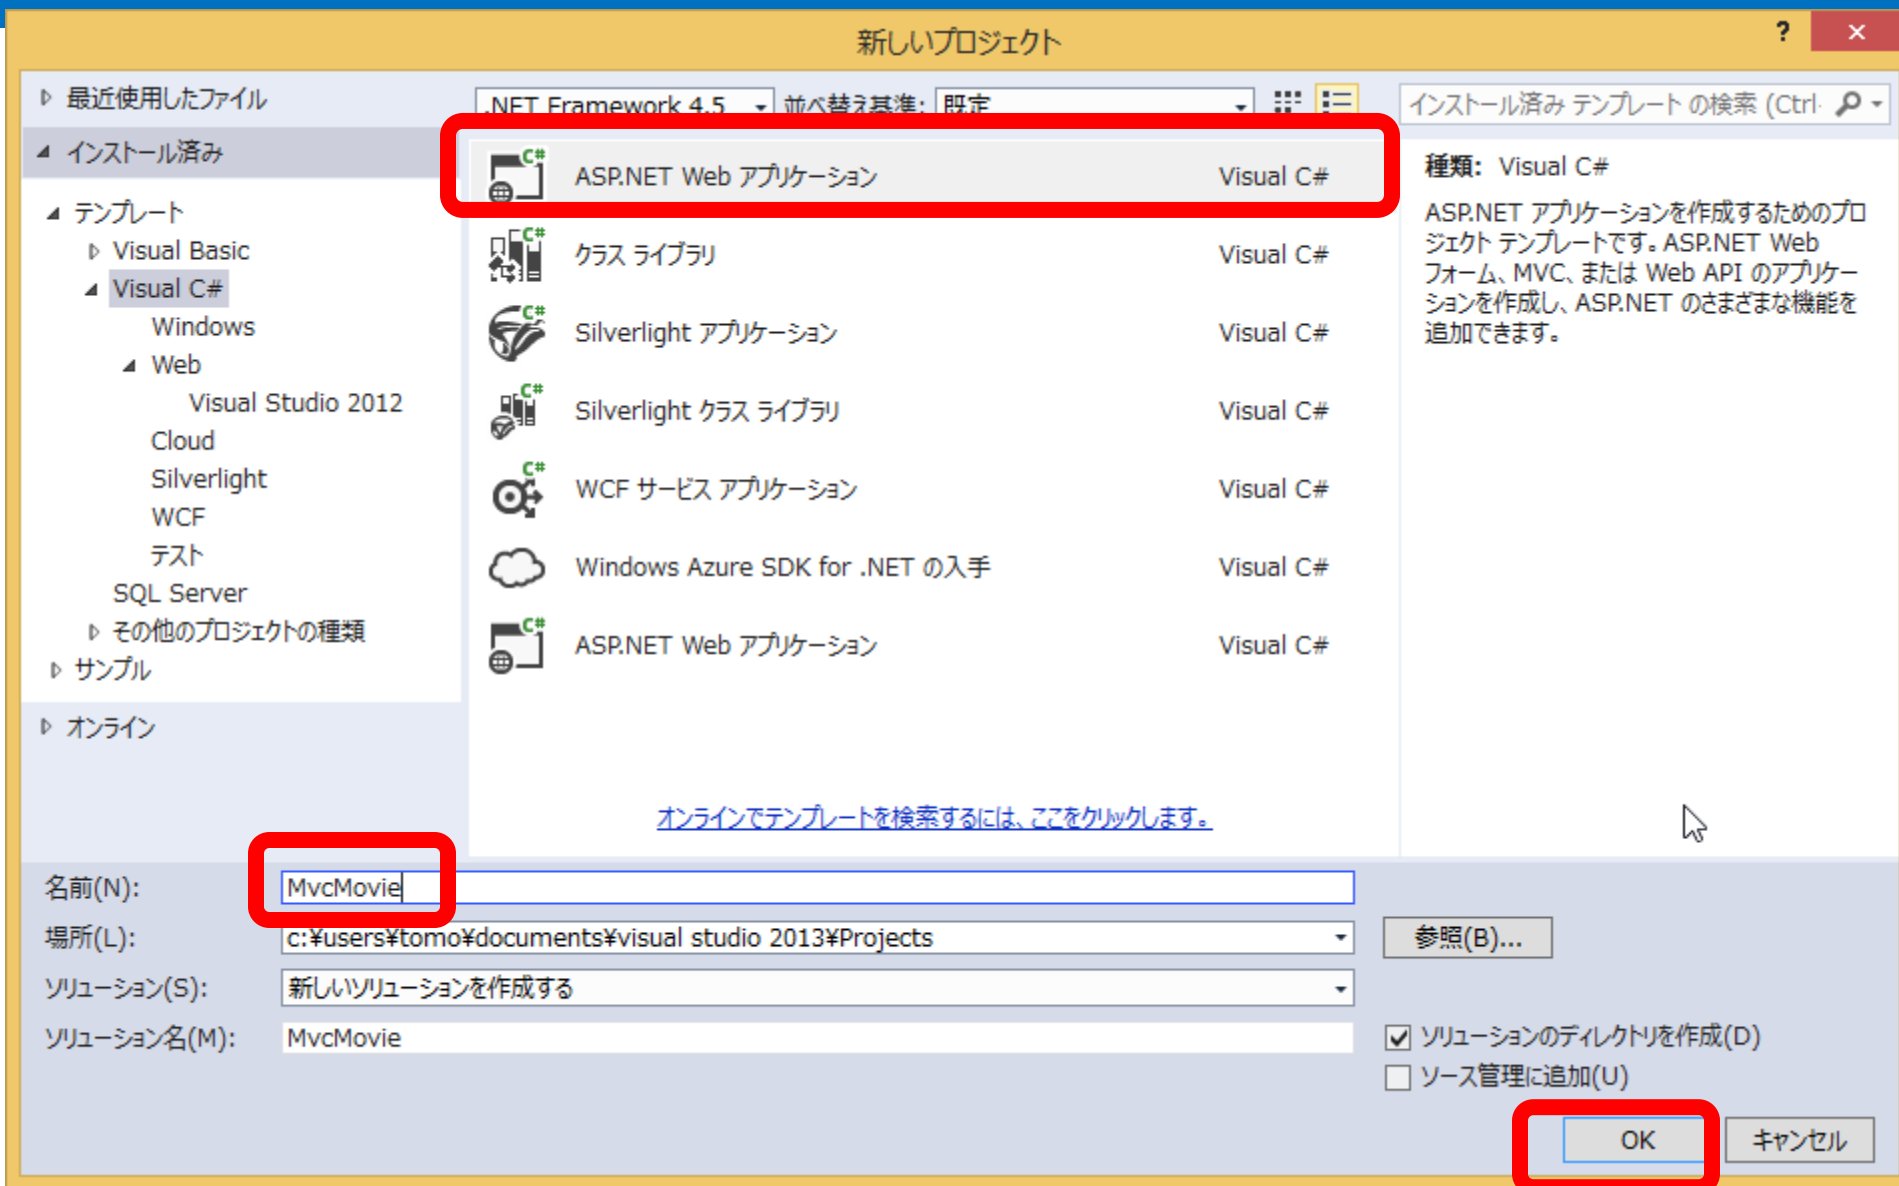 新しいプロジェクト
?
最近使用したファイル
.NET Framework 4.5
並べ替え基準: 既定
インストール済み テンプレート の検索 (Ctrl
インストール済み
テンプレート
Visual Basic
Visual C#
Windows
Web
Visual Studio 2012
Cloud
Silverlight
WCF
テスト
SQL Server
その他のプロジェクトの種類
サンプル
オンライン
C# ASP.NET Web アプリケーション Visual C#
C# クラス ライブラリ Visual C#
C# Silverlight アプリケーション Visual C#
C# Silverlight クラス ライブラリ Visual C#
C# WCF サービス アプリケーション Visual C#
Windows Azure SDK for .NET の入手 Visual C#
C# ASP.NET Web アプリケーション Visual C#
オンラインでテンプレートを検索するには、ここをクリックします。
種類: Visual C#
ASP.NET アプリケーションを作成するためのプロ
ジェクト テンプレートです。ASP.NET Web
フォーム、MVC、または Web API のアプリケー
ションを作成し、ASP.NET のさまざまな機能を
追加できます。
名前(N): MvcMovie
場所(L): c:¥users¥tomo¥documents¥visual studio 2013¥Projects
参照(B)...
ソリューション(S): 新しいソリューションを作成する
ソリューション名(M): MvcMovie
ソリューションのディレクトリを作成(D)
ソース管理に追加(U)
OK
キャンセル